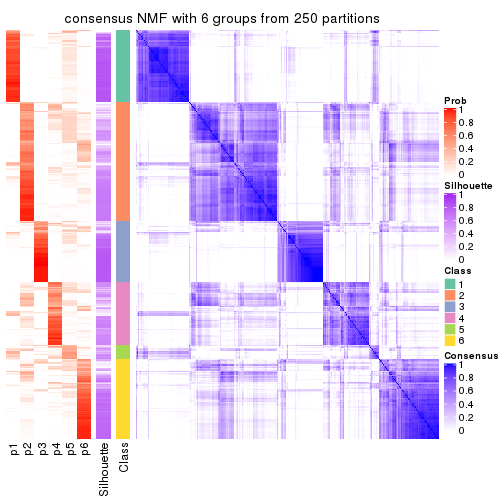 consensus NMF with 6 groups from 250 partitions
Prob
1
0.8
0.6
0.4
0.2
0
Silhouette
1
0.8
0.6
0.4
0.2
0
Class
1
2
3
4
5
6
Consensus
1
0.8
0.6
0.4
0.2
0
p1
p2
p3
p4
p5
p6
Silhouette
Class